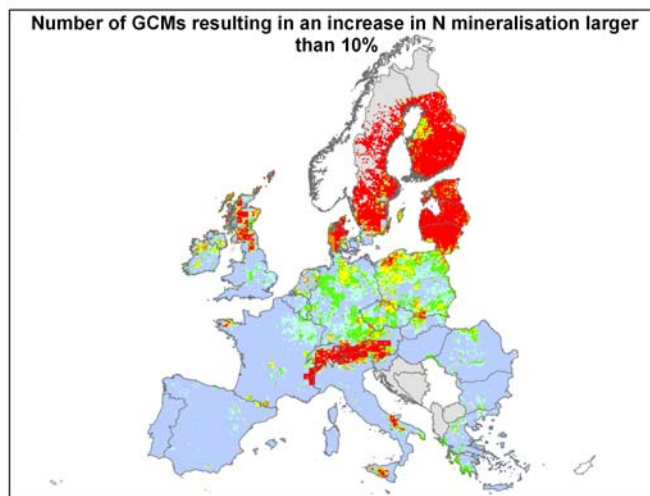 Number of GCMs resulting in an increase in N mineralisation larger
than 10%